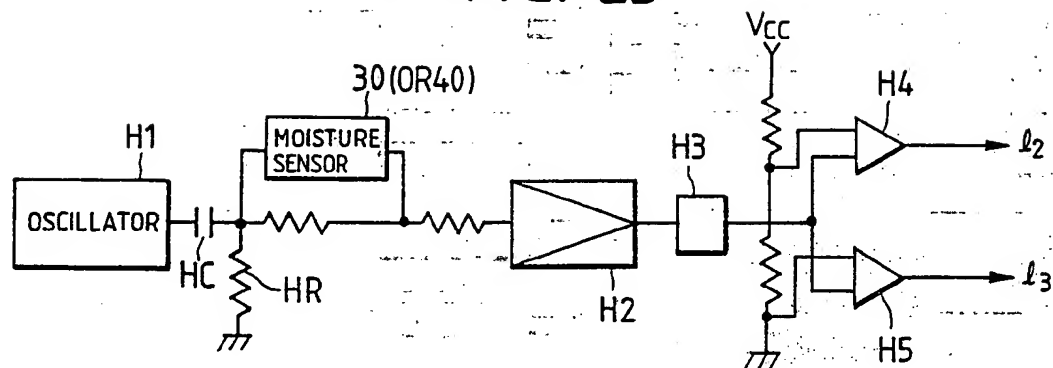 VCC
30(OR40)
H4
H1
MOISTURE
SENSOR
H3
l2
OSCILLATOR
HC
HR
H2
l3
H5